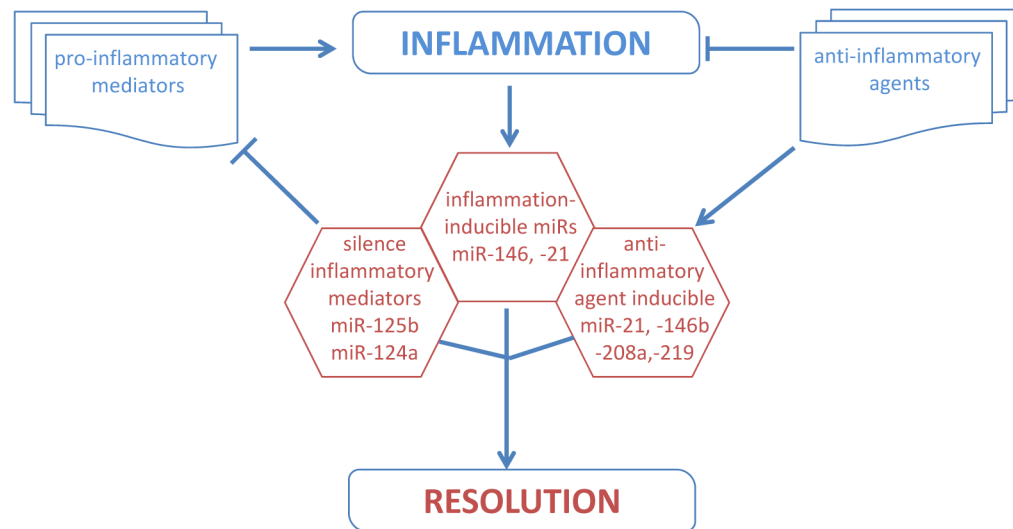 pro-inflammatory
mediators
INFLAMMATION
anti-inflammatory
agents
inflammation-
inducible miRs
miR-146, -21
silence
inflammatory
mediators
miR-125b
miR-124a
anti-
inflammatory
agent inducible
miR-21, -146b
-208a,-219
RESOLUTION